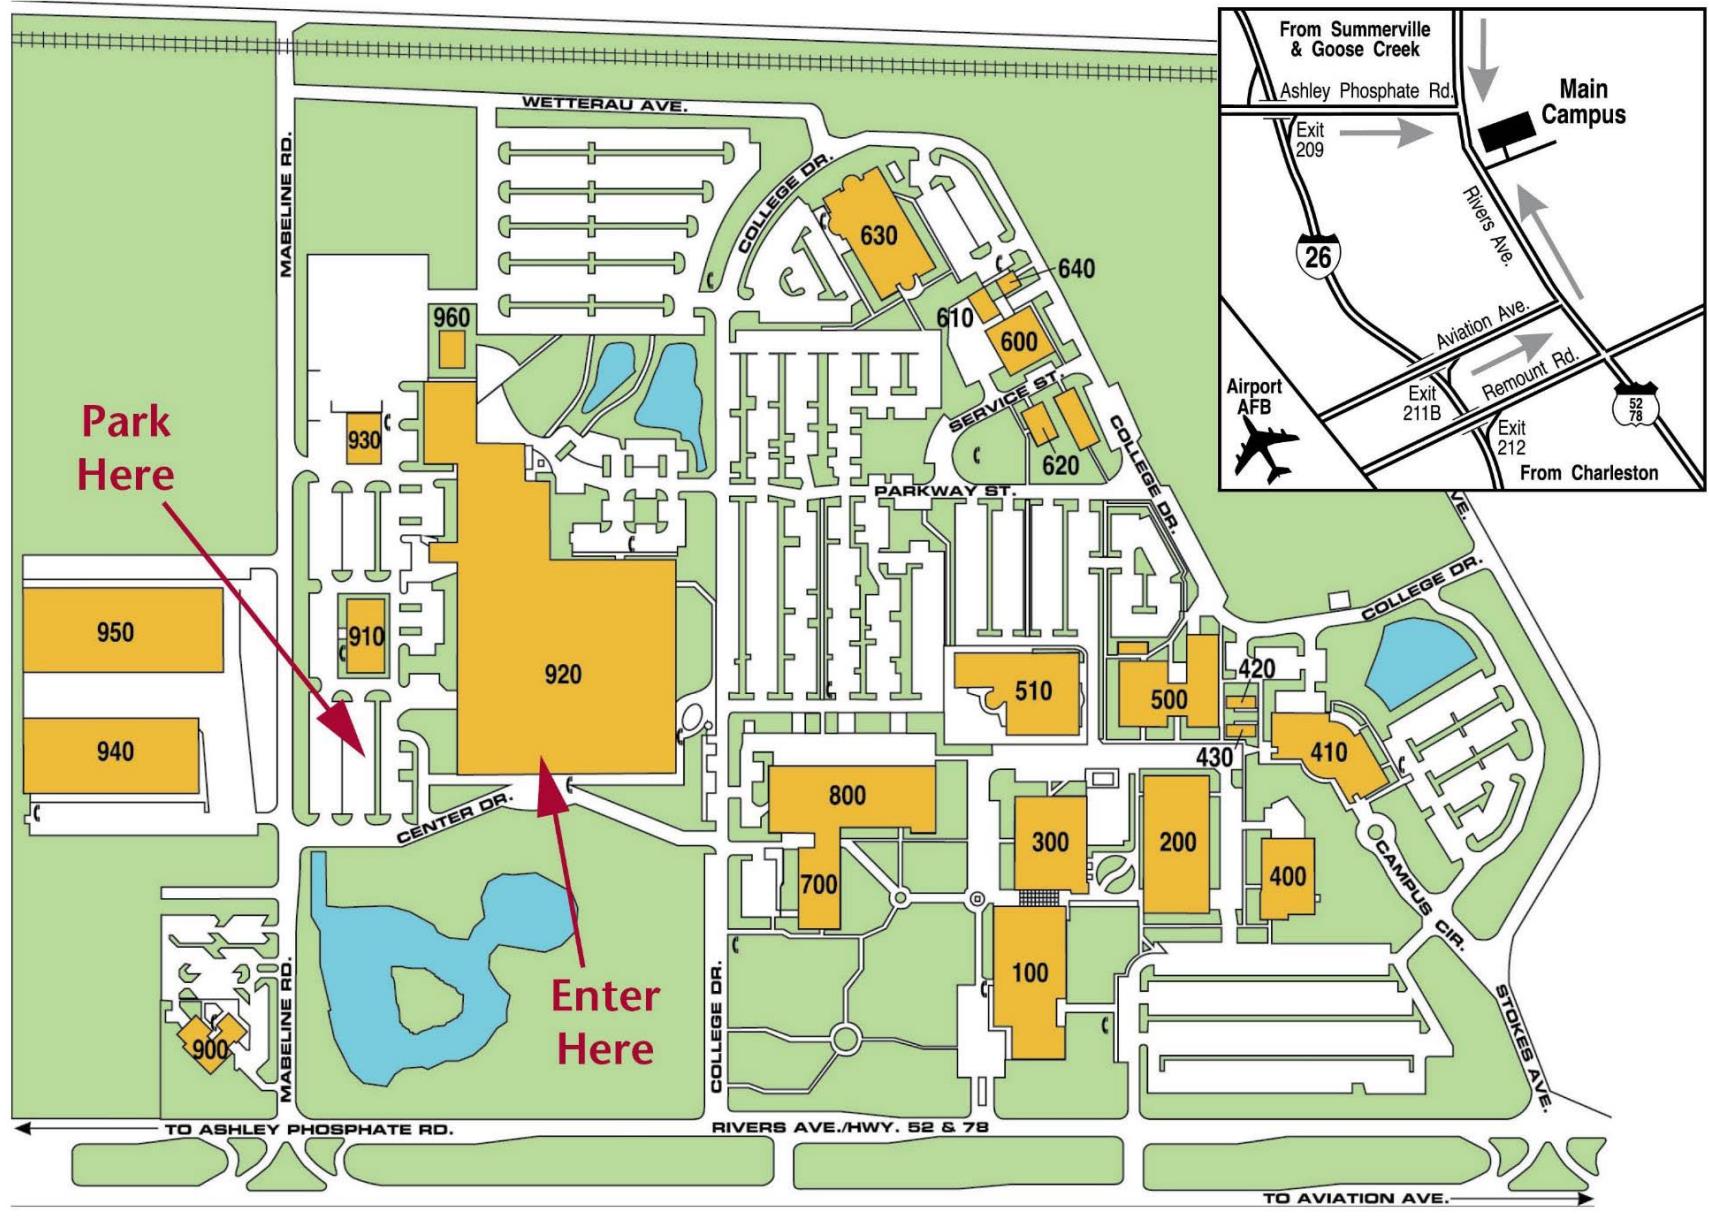 WETTERAU AVE.
MABELINE RD.
COLLEGE DR.
630
640
610
600
960
SERVICE ST.
620
930
Park
Here
PARKWAY ST.
COLLEGE DR.
COLLEGE DR.
950
910
920
510
500
420
430
410
940
800
CENTER DR.
700
300
200
400
CAMPUS CIR.
100
Enter
Here
900
MABELINE RD.
COLLEGE DR.
STOKES AVE.
TO ASHLEY PHOSPHATE RD.
RIVERS AVE./HWY. 52 & 78
TO AVIATION AVE.
VE.
From Summerville
& Goose Creek
Ashley Phosphate Rd.
Main
Campus
Exit
209
26
Rivers Ave.
Aviation Ave.
Remount Rd.
Airport
AFB
Exit
211B
Exit
212
52
78
From Charleston